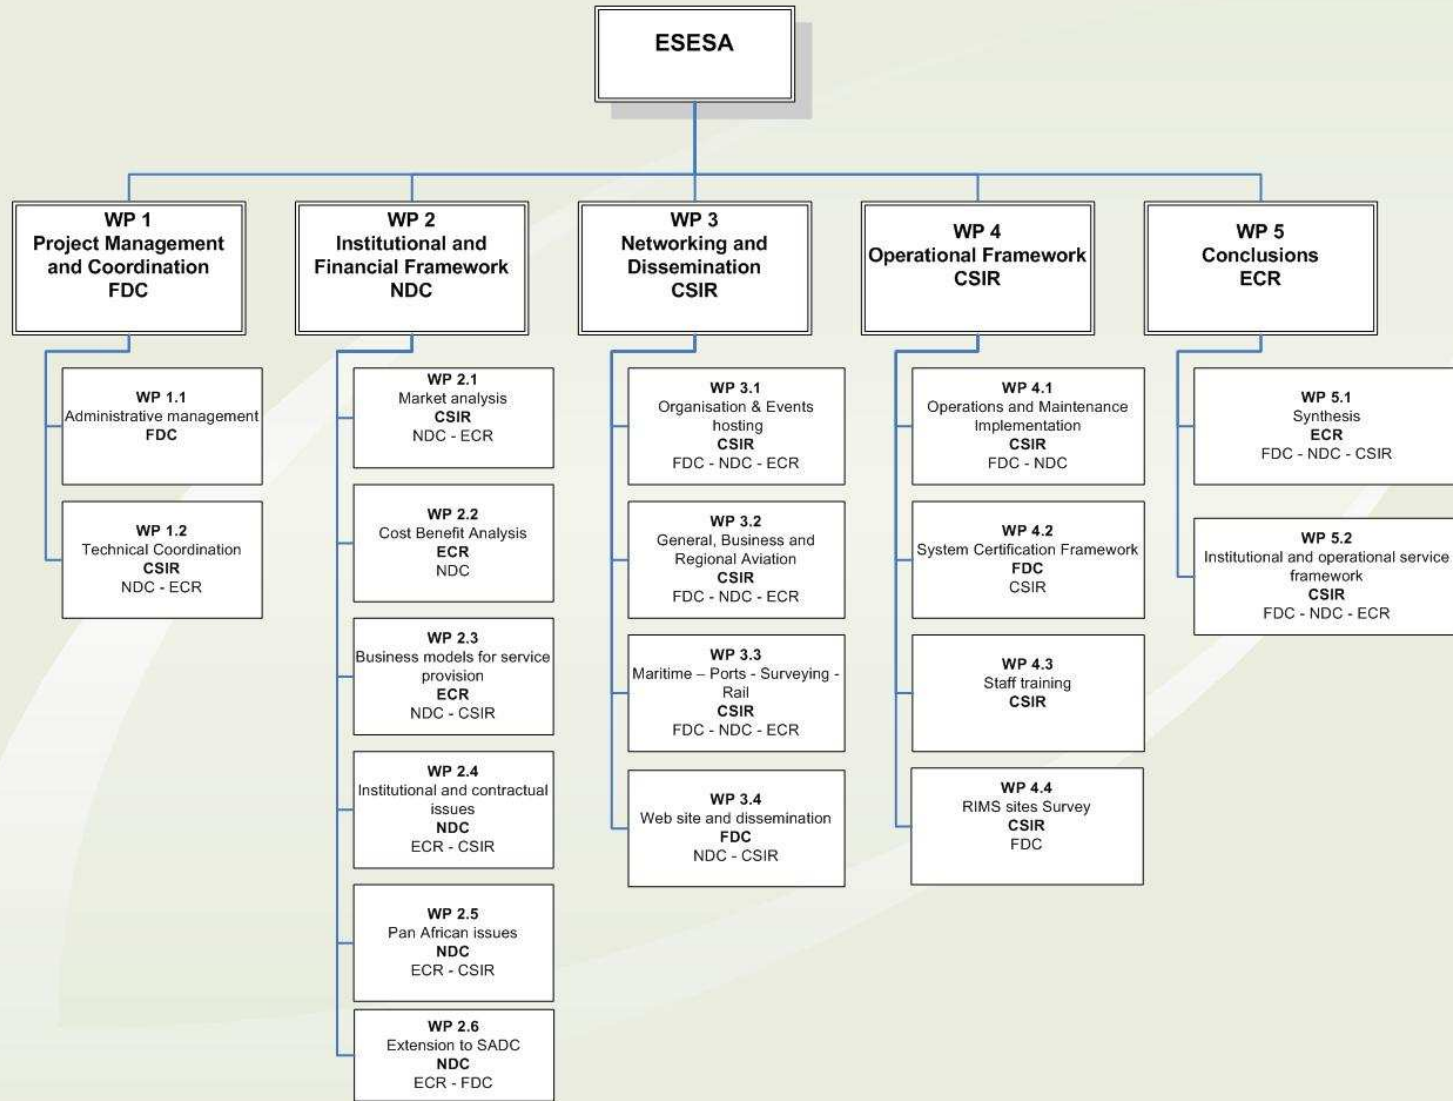 ESESA
WP 1
Project Management
and Coordination
FDC
WP 2
Institutional and
Financial Framework
NDC
WP 3
Networking and
Dissemination
CSIR
WP 4
Operational Framework
CSIR
WP 5
Conclusions
ECR
WP 1.1
Administrative management
FDC
WP 1.2
Technical Coordination
CSIR
NDC - ECR
WP 2.1
Market analysis
CSIR
NDC - ECR
WP 2.2
Cost Benefit Analysis
ECR
NDC
WP 2.3
Business models for service
provision
ECR
NDC - CSIR
WP 2.4
Institutional and contractual
issues
NDC
ECR - CSIR
WP 2.5
Pan African issues
NDC
ECR - CSIR
WP 2.6
Extension to SADC
NDC
ECR - FDC
WP 3.1
Organisation & Events
hosting
CSIR
FDC - NDC - ECR
WP 3.2
General, Business and
Regional Aviation
CSIR
FDC - NDC - ECR
WP 3.3
Maritime – Ports - Surveying -
Rail
CSIR
FDC - NDC - ECR
WP 3.4
Web site and dissemination
FDC
NDC - CSIR
WP 4.1
Operations and Maintenance
Implementation
CSIR
FDC - NDC
WP 4.2
System Certification Framework
FDC
CSIR
WP 4.3
Staff training
CSIR
WP 4.4
RIMS sites Survey
CSIR
FDC
WP 5.1
Synthesis
ECR
FDC - NDC - CSIR
WP 5.2
Institutional and operational service
framework
CSIR
FDC - NDC - ECR